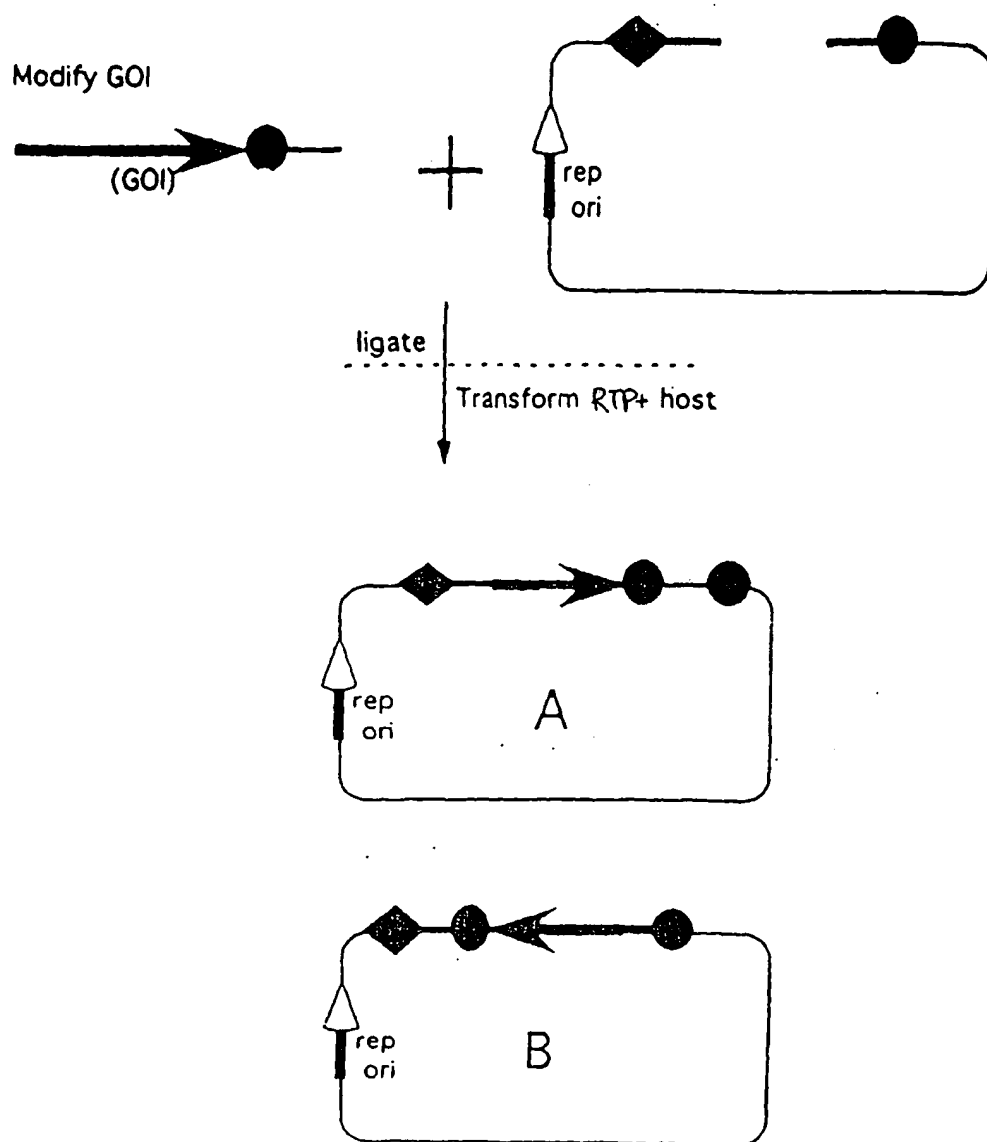 Modify GOI
(GOI)
rep
ori
ligate
Transform RTP+ host
rep
ori
A
rep
ori
B